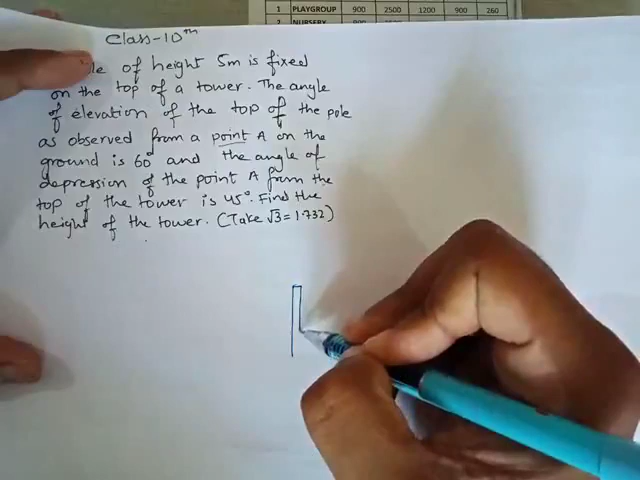 1 PLAYGROUP 900 2500 1200 900 260
2 NURSERY
Class-10th
of height 5m is fixed
on the top of a tower. The angle
of elevation of the top of the pole
as observed from a point A on the
ground is 60° and the angle of
depression of the point A from the
top of the tower is 45°. Find the
height of the tower. (Take √3 = 1.732)